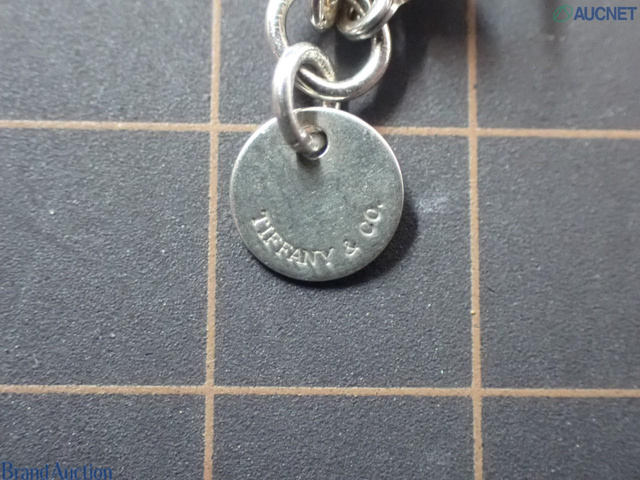 AUCNET
TIFFANY & CO.
Brand Auction